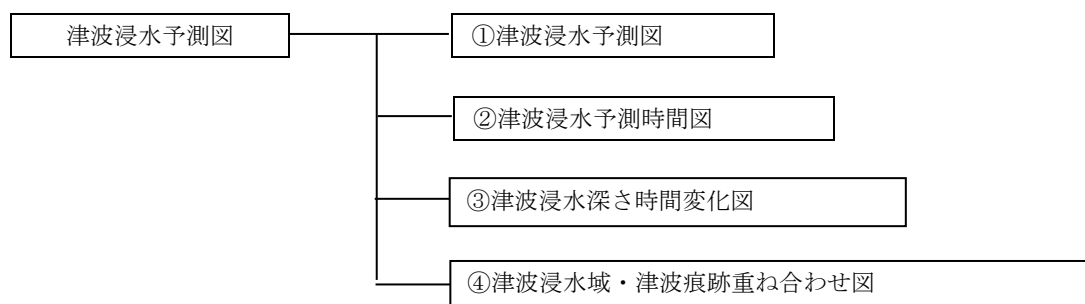 津波浸水予測図
①津波浸水予測図
②津波浸水予測時間図
③津波浸水深さ時間変化図
④津波浸水域・津波痕跡重ね合わせ図